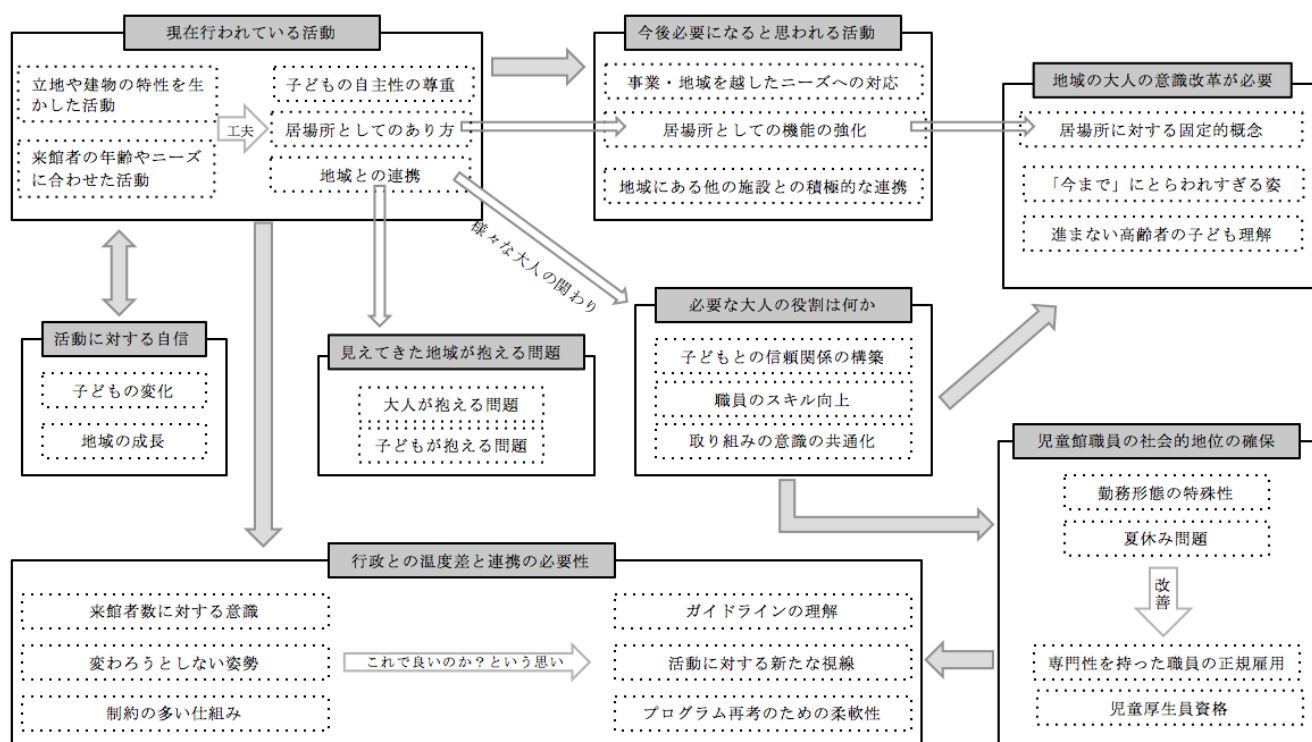 現在行われている活動
立地や建物の特性を生
かした活動
来館者の年齢やニーズ
に合わせた活動
工夫
子どもの自主性の尊重
居場所としてのあり方
地域との連携
今後必要になると思われる活動
事業・地域を越したニーズへの対応
居場所としての機能の強化
地域にある他の施設との積極的な連携
地域の大人の意識改革が必要
居場所に対する固定的概念
「今まで」にとらわれすぎる姿
進まない高齢者の子ども理解
様々な大人の関わり
活動に対する自信
子どもの変化
地域の成長
見えてきた地域が抱える問題
大人が抱える問題
子どもが抱える問題
必要な大人の役割は何か
子どもとの信頼関係の構築
職員のスキル向上
取り組みの意識の共通化
児童館職員の社会的地位の確保
勤務形態の特殊性
夏休み問題
改善
専門性を持った職員の正規雇用
児童厚生員資格
行政との温度差と連携の必要性
来館者数に対する意識
変わろうとしない姿勢
制約の多い仕組み
これで良いのか？という思い
ガイドラインの理解
活動に対する新たな視線
プログラム再考のための柔軟性